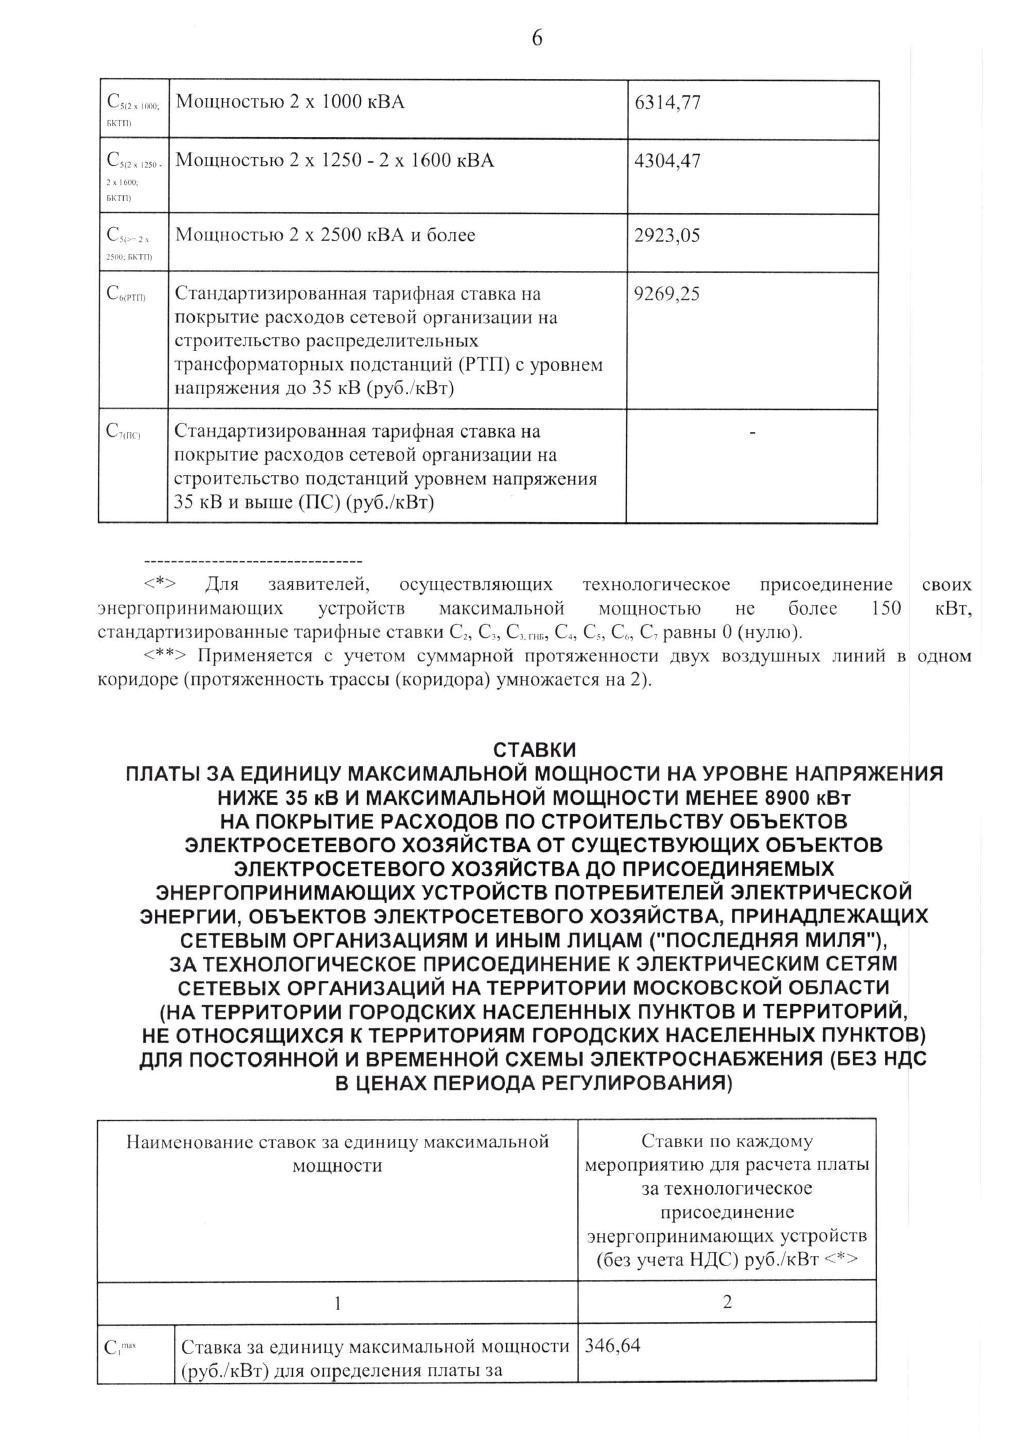 6
С5(2 х 1000;
БКТП)
Мощностью 2 х 1000 кВА
6314,77
С5(2 х 1250 -
2 х 1600;
БКТП)
Мощностью 2 х 1250 - 2 х 1600 кВА
4304,47
С5(>= 2 х
2500; БКТП)
Мощностью 2 х 2500 кВА и более
2923,05
С6(РТП)
Стандартизированная тарифная ставка на
покрытие расходов сетевой организации на
строительство распределительных
трансформаторных подстанций (РТП) с уровнем
напряжения до 35 кВ (руб./кВт)
9269,25
С7(ПС)
Стандартизированная тарифная ставка на
покрытие расходов сетевой организации на
строительство подстанций уровнем напряжения
35 кВ и выше (ПС) (руб./кВт)
-
--------------------------------
<*> Для заявителей, осуществляющих технологическое присоединение своих
энергопринимающих устройств максимальной мощностью не более 150 кВт,
стандартизированные тарифные ставки С2, С3, С3, ГНБ, С4, С5, С6, С7 равны 0 (нулю).
<**> Применяется с учетом суммарной протяженности двух воздушных линий в одном
коридоре (протяженность трассы (коридора) умножается на 2).
СТАВКИ
ПЛАТЫ ЗА ЕДИНИЦУ МАКСИМАЛЬНОЙ МОЩНОСТИ НА УРОВНЕ НАПРЯЖЕНИЯ
НИЖЕ 35 кВ И МАКСИМАЛЬНОЙ МОЩНОСТИ МЕНЕЕ 8900 кВт
НА ПОКРЫТИЕ РАСХОДОВ ПО СТРОИТЕЛЬСТВУ ОБЪЕКТОВ
ЭЛЕКТРОСЕТЕВОГО ХОЗЯЙСТВА ОТ СУЩЕСТВУЮЩИХ ОБЪЕКТОВ
ЭЛЕКТРОСЕТЕВОГО ХОЗЯЙСТВА ДО ПРИСОЕДИНЯЕМЫХ
ЭНЕРГОПРИНИМАЮЩИХ УСТРОЙСТВ ПОТРЕБИТЕЛЕЙ ЭЛЕКТРИЧЕСКОЙ
ЭНЕРГИИ, ОБЪЕКТОВ ЭЛЕКТРОСЕТЕВОГО ХОЗЯЙСТВА, ПРИНАДЛЕЖАЩИХ
СЕТЕВЫМ ОРГАНИЗАЦИЯМ И ИНЫМ ЛИЦАМ ("ПОСЛЕДНЯЯ МИЛЯ"),
ЗА ТЕХНОЛОГИЧЕСКОЕ ПРИСОЕДИНЕНИЕ К ЭЛЕКТРИЧЕСКИМ СЕТЯМ
СЕТЕВЫХ ОРГАНИЗАЦИЙ НА ТЕРРИТОРИИ МОСКОВСКОЙ ОБЛАСТИ
(НА ТЕРРИТОРИИ ГОРОДСКИХ НАСЕЛЕННЫХ ПУНКТОВ И ТЕРРИТОРИЙ,
НЕ ОТНОСЯЩИХСЯ К ТЕРРИТОРИЯМ ГОРОДСКИХ НАСЕЛЕННЫХ ПУНКТОВ)
ДЛЯ ПОСТОЯННОЙ И ВРЕМЕННОЙ СХЕМЫ ЭЛЕКТРОСНАБЖЕНИЯ (БЕЗ НДС
В ЦЕНАХ ПЕРИОДА РЕГУЛИРОВАНИЯ)
Наименование ставок за единицу максимальной
мощности
Ставки по каждому
мероприятию для расчета платы
за технологическое
присоединение
энергопринимающих устройств
(без учета НДС) руб./кВт <*>
1
2
С1max
Ставка за единицу максимальной мощности
(руб./кВт) для определения платы за
346,64